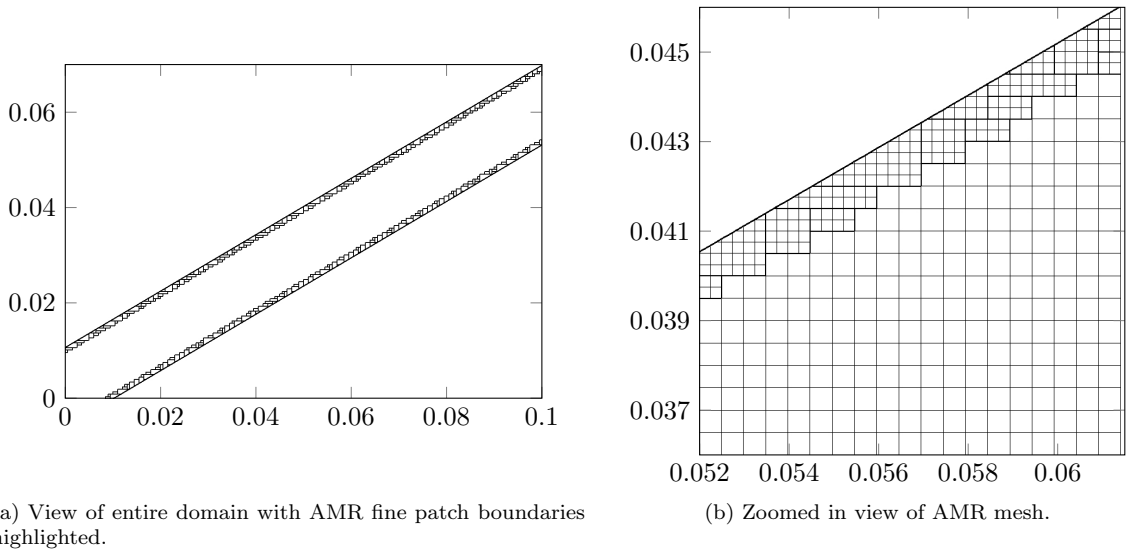 0.06
0.04
0.02
0
0 0.02 0.04 0.06 0.08 0.1
a) View of entire domain with AMR fine patch boundaries
highlighted.
0.045
0.043
0.041
0.039
0.037
0.052 0.054 0.056 0.058 0.06
(b) Zoomed in view of AMR mesh.